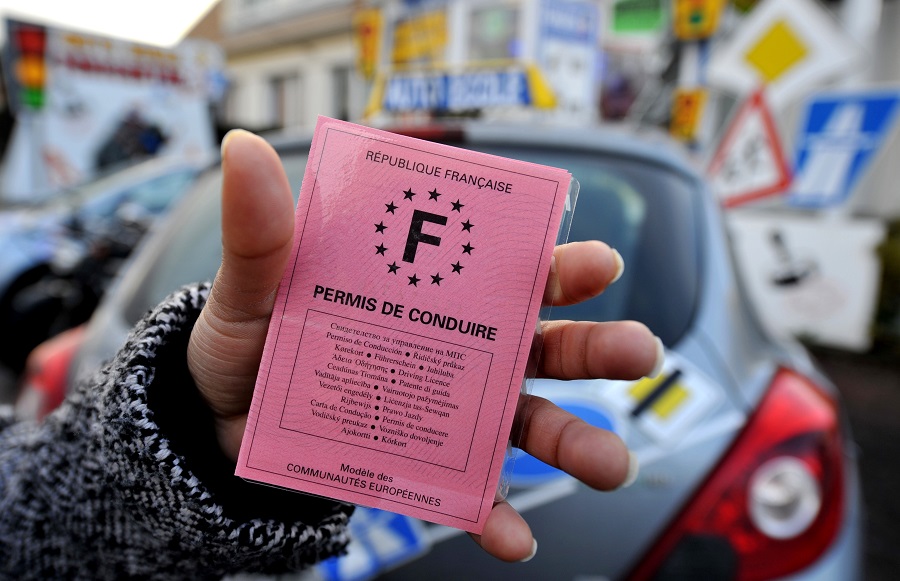 AUTO ECOLE
RÉPUBLIQUE FRANÇAISE
F
PERMIS DE CONDUIRE
Свидетелство за управление на МПС
Permiso de Conducción ● Řidičský průkaz
Kørekort ● Führerschein ● Juhiluba
Άδεια Οδήγησης ● Driving Licence
Ceadúnas Tiomána ● Patente di guida
Vadītāja apliecība ● Vairuotojo pažymėjimas
Vezetői engedély ● Liċenzja tas-Sewqan
Rijbewijs ● Prawo Jazdy
Carta de Condução ● Permis de conducere
Vodičský preukaz ● Vozniško dovoljenje
Ajokortti ● Körkort
Modèle des
COMMUNAUTÉS EUROPÉENNES